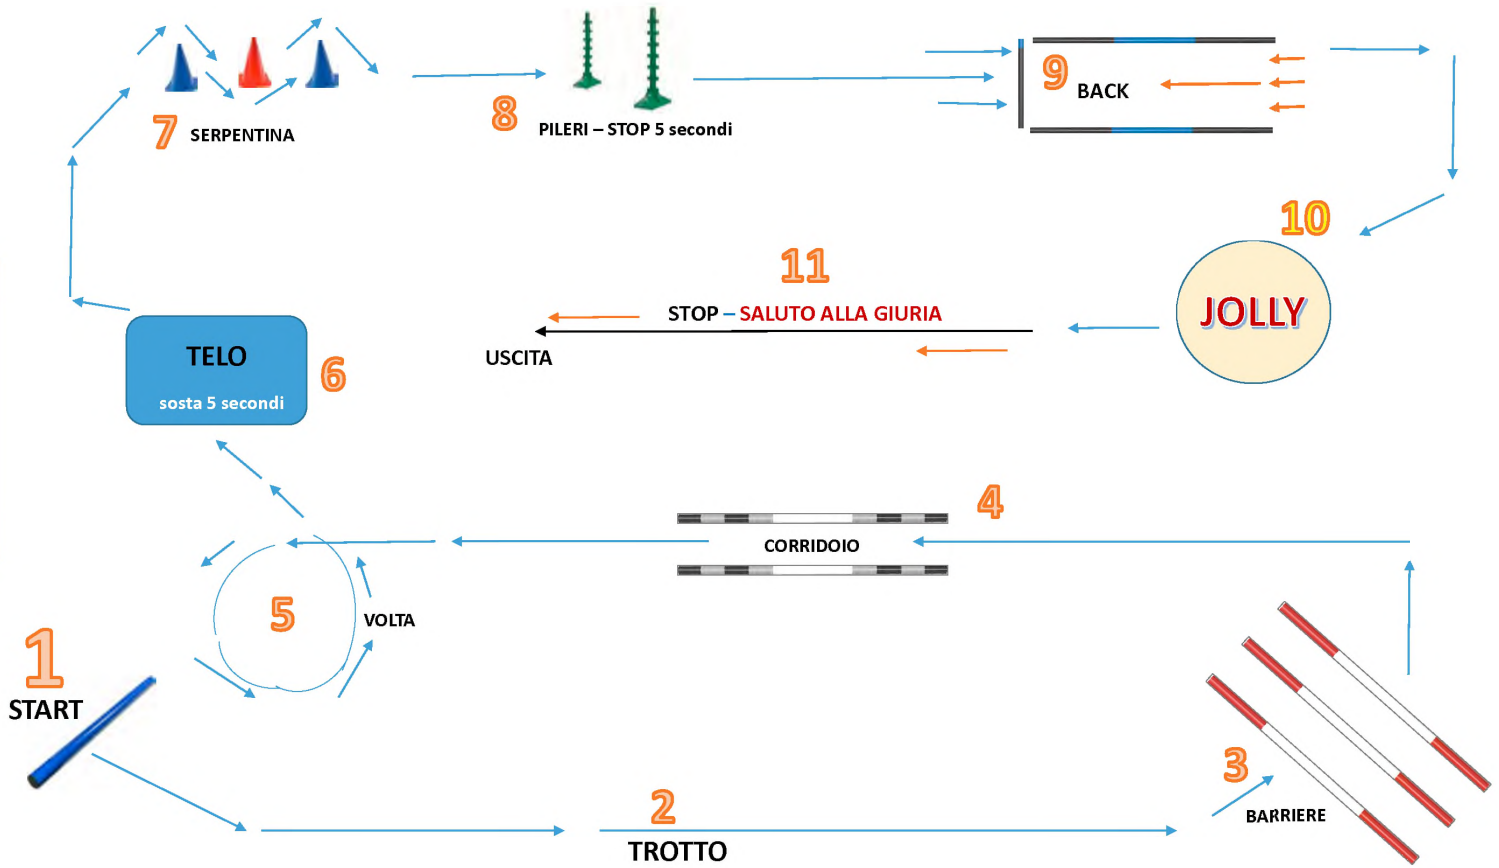 7 SERPENTINA
8 PILERI – STOP 5 secondi
9 BACK
10
JOLLY
11
STOP – SALUTO ALLA GIURIA
USCITA
TELO
sosta 5 secondi
6
4
CORRIDOIO
5
VOLTA
1
START
2
TROTTO
3
BARRIERE